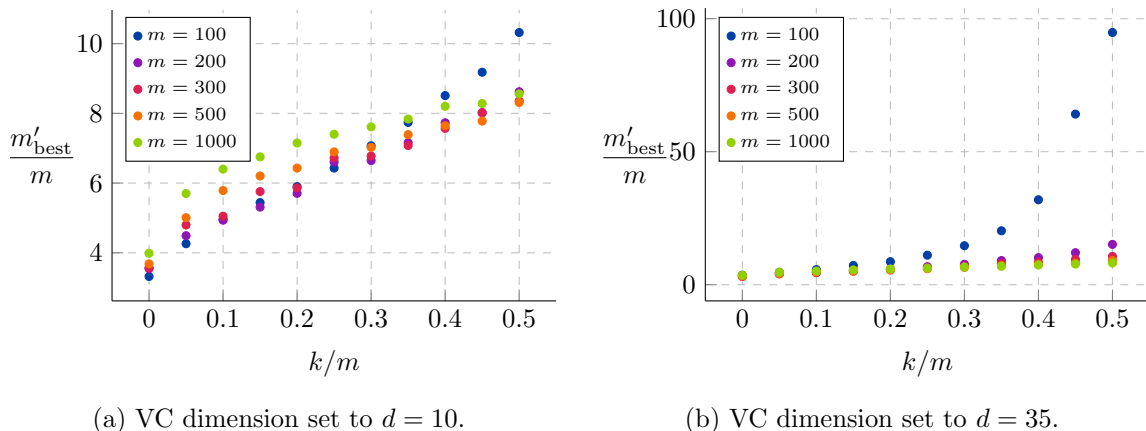 m = 100
m = 200
m = 300
m = 500
m = 1000
10
8
6
4
m′best/m
0 0.1 0.2 0.3 0.4 0.5
k/m
(a) VC dimension set to d = 10.
m = 100
m = 200
m = 300
m = 500
m = 1000
100
50
0
m′best/m
0 0.1 0.2 0.3 0.4 0.5
k/m
(b) VC dimension set to d = 35.